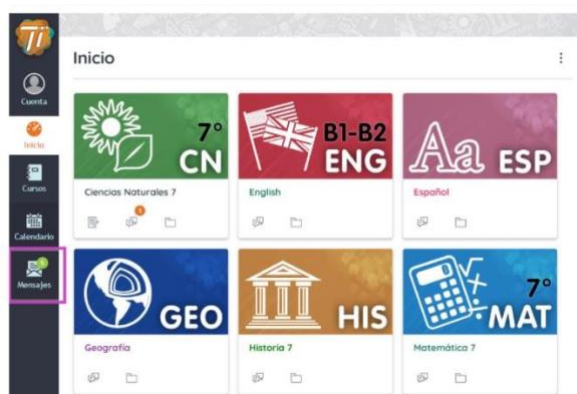 Ti
Cuenta
Inicio
Cursos
Calendario
Mensajes
Inicio
7°
CN
Ciencias Naturales 7
B1-B2
ENG
English
Aa ESP
Español
GEO
Geografía
HIS
Historia 7
7°
MAT
Matemática 7